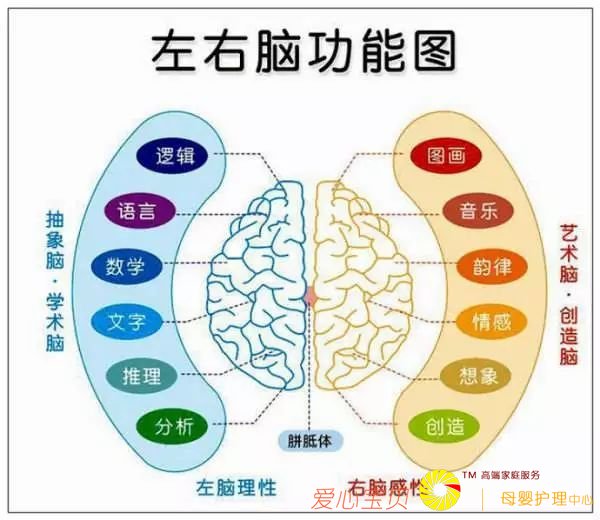 左右脑功能图
逻辑
语言
数学
文字
推理
分析
抽象脑·学术脑
图画
音乐
韵律
情感
想象
创造
艺术脑·创造脑
胼胝体
左脑理性
右脑感性
爱心宝贝
TM 高端家庭服务
母婴护理中心